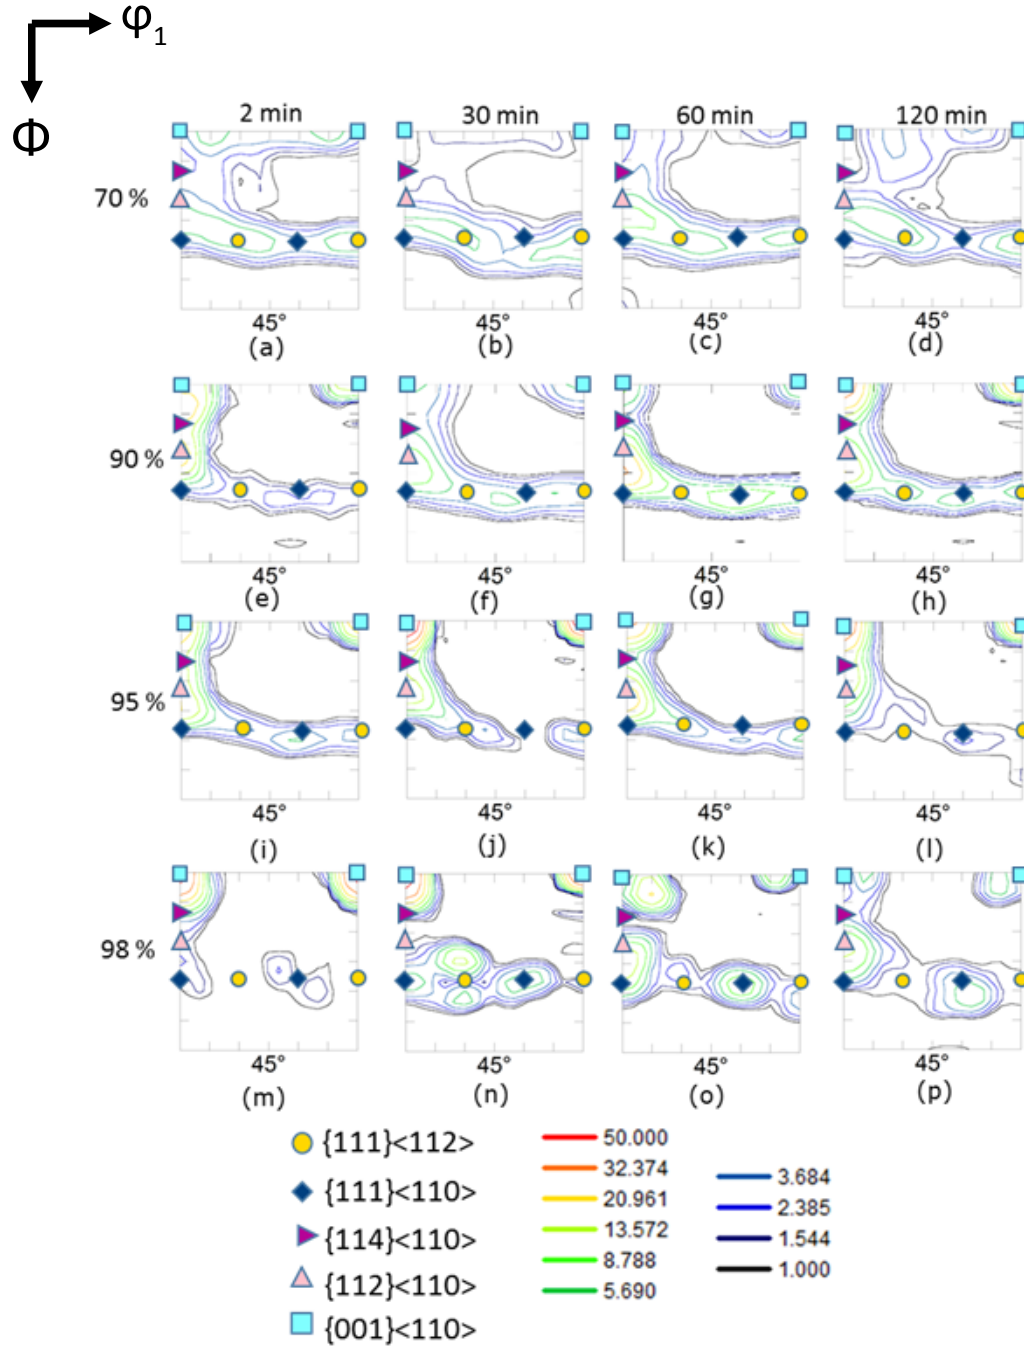 φ1
Φ
2 min 30 min 60 min 120 min
70 %
45° 45° 45° 45°
(a) (b) (c) (d)
90 %
45° 45° 45° 45°
(e) (f) (g) (h)
95 %
45° 45° 45° 45°
(i) (j) (k) (l)
98 %
45° 45° 45° 45°
(m) (n) (o) (p)
{111}<112>
{111}<110>
{114}<110>
{112}<110>
{001}<110>
50.000
32.374
20.961
13.572
8.788
5.690
3.684
2.385
1.544
1.000